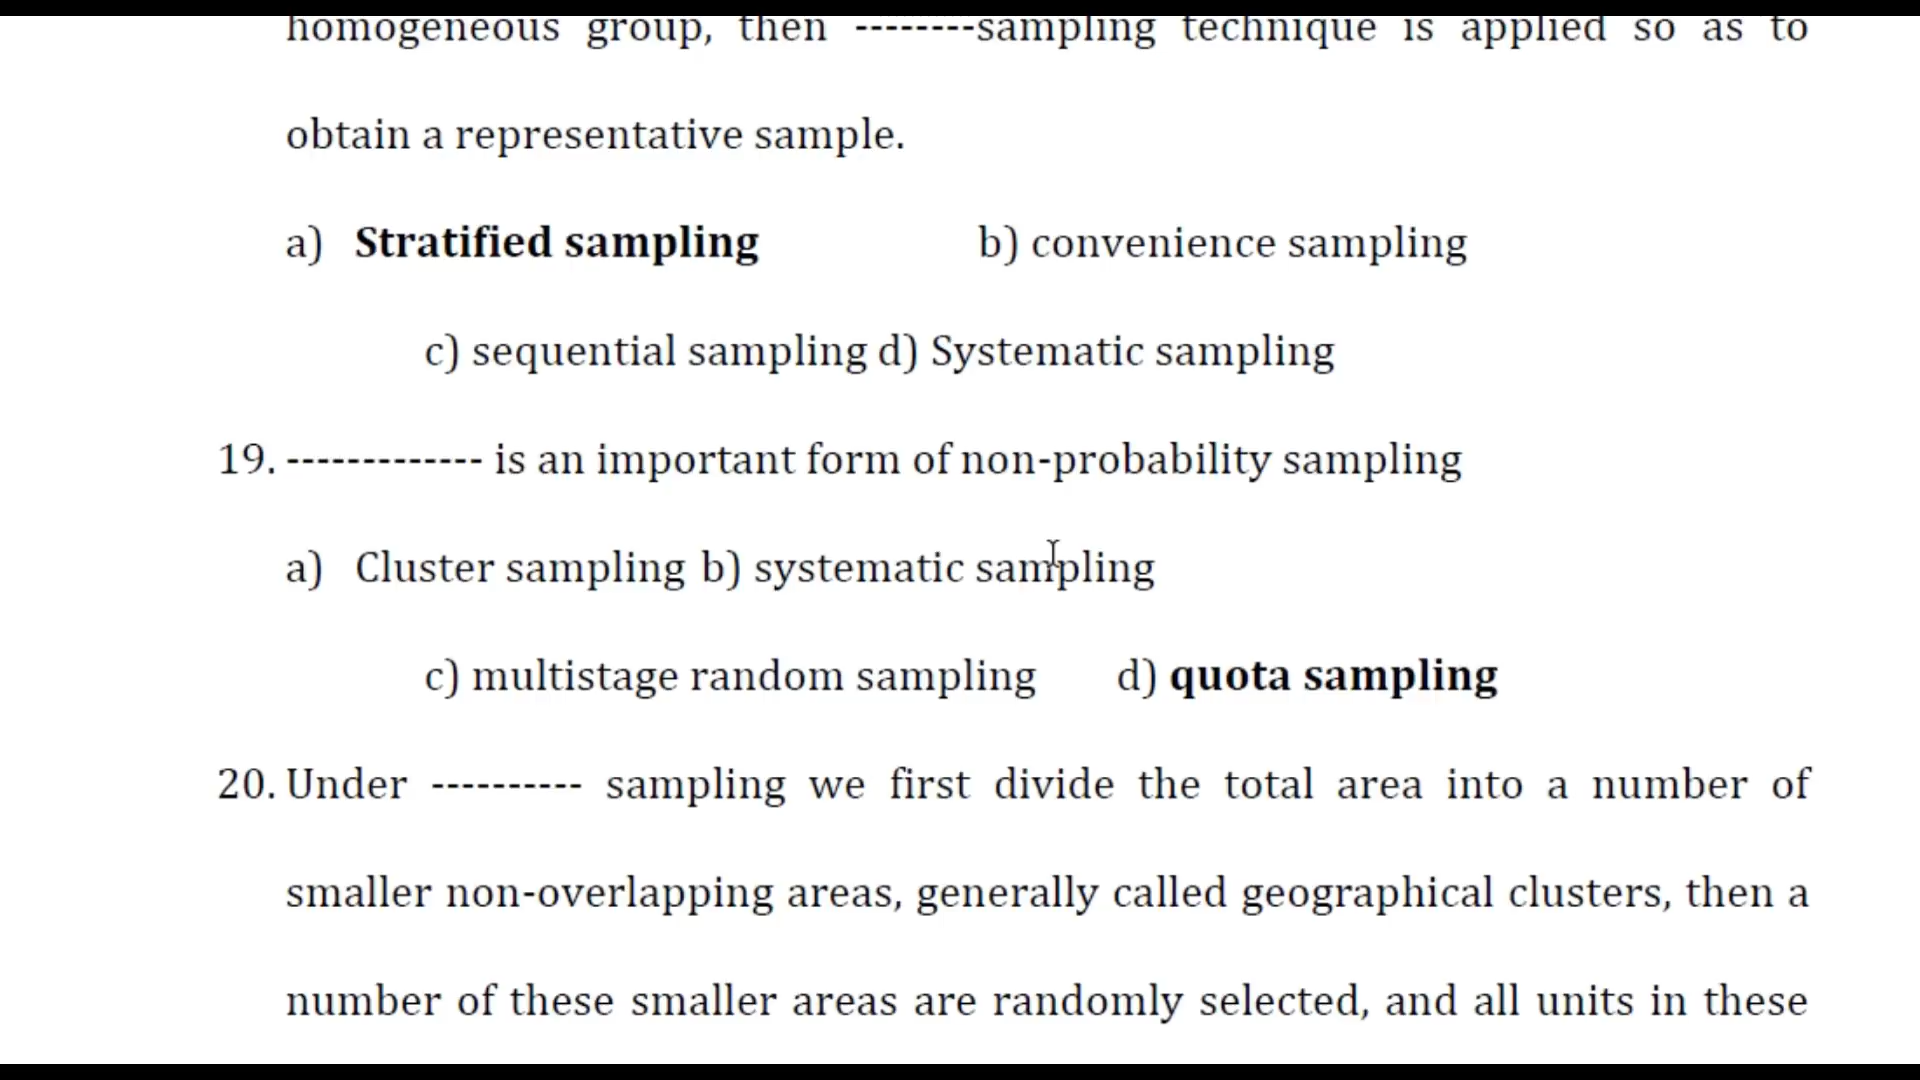 homogeneous group, then --------sampling technique is applied so as to
obtain a representative sample.
a) Stratified sampling b) convenience sampling
c) sequential sampling d) Systematic sampling
19. ------------- is an important form of non-probability sampling
a) Cluster sampling b) systematic sampling
c) multistage random sampling d) quota sampling
20. Under ---------- sampling we first divide the total area into a number of
smaller non-overlapping areas, generally called geographical clusters, then a
number of these smaller areas are randomly selected, and all units in these